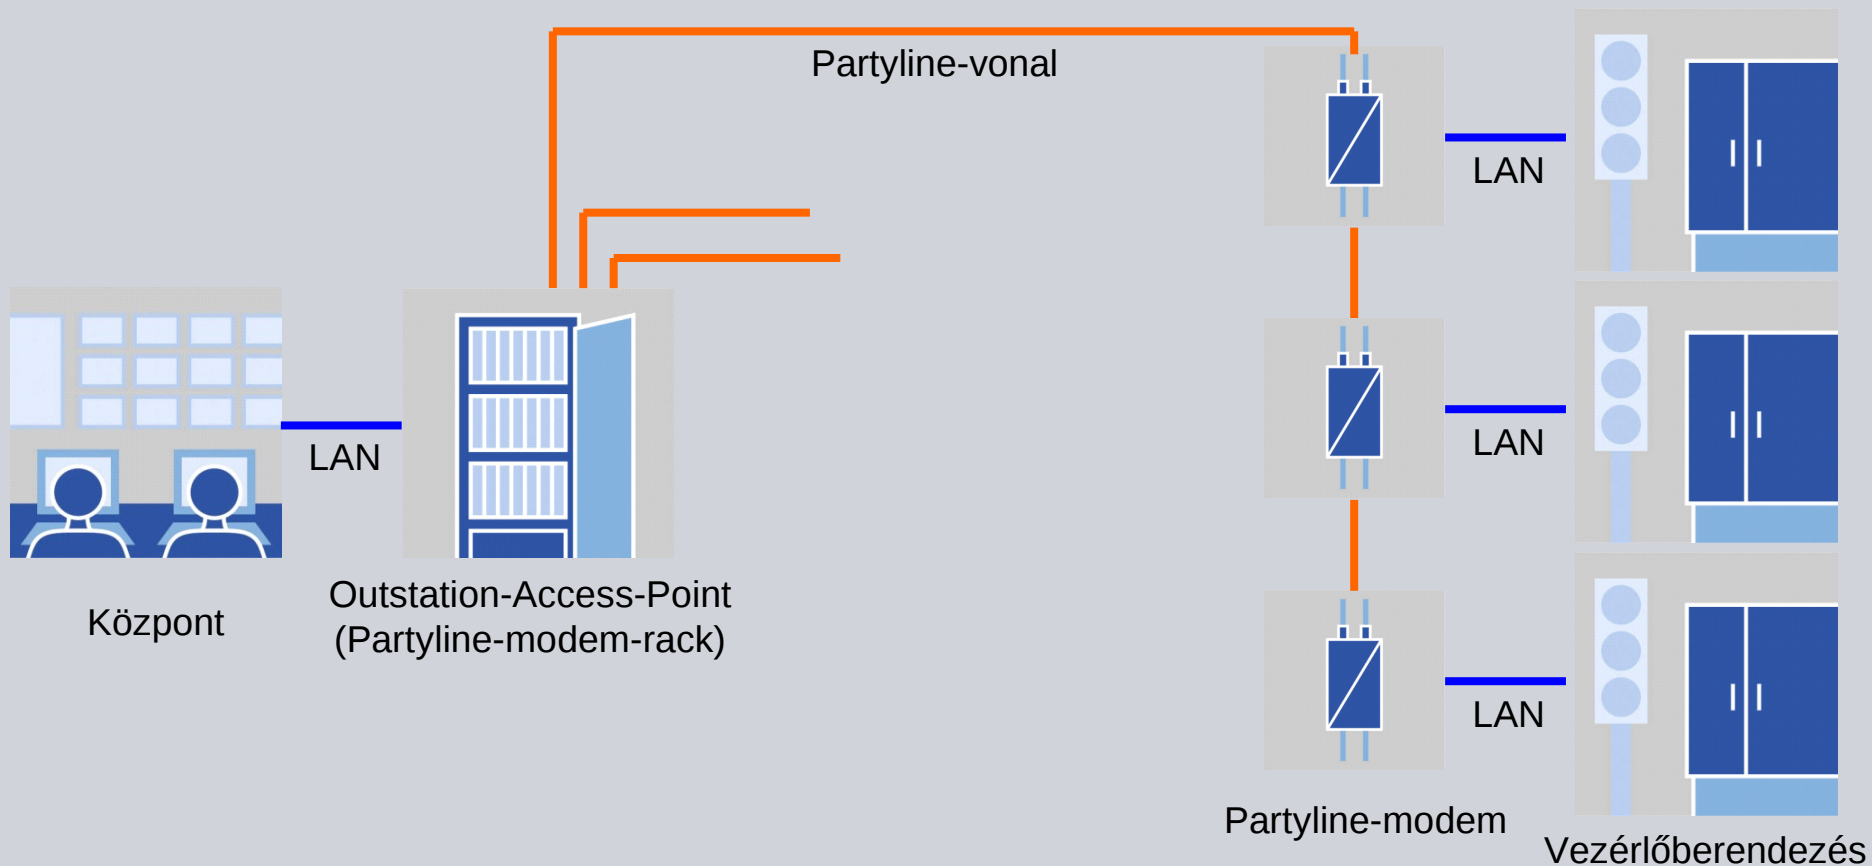 Partyline-vonal
LAN
LAN
LAN
Központ
Outstation-Access-Point
(Partyline-modem-rack)
LAN
Partyline-modem
Vezérlőberendezés